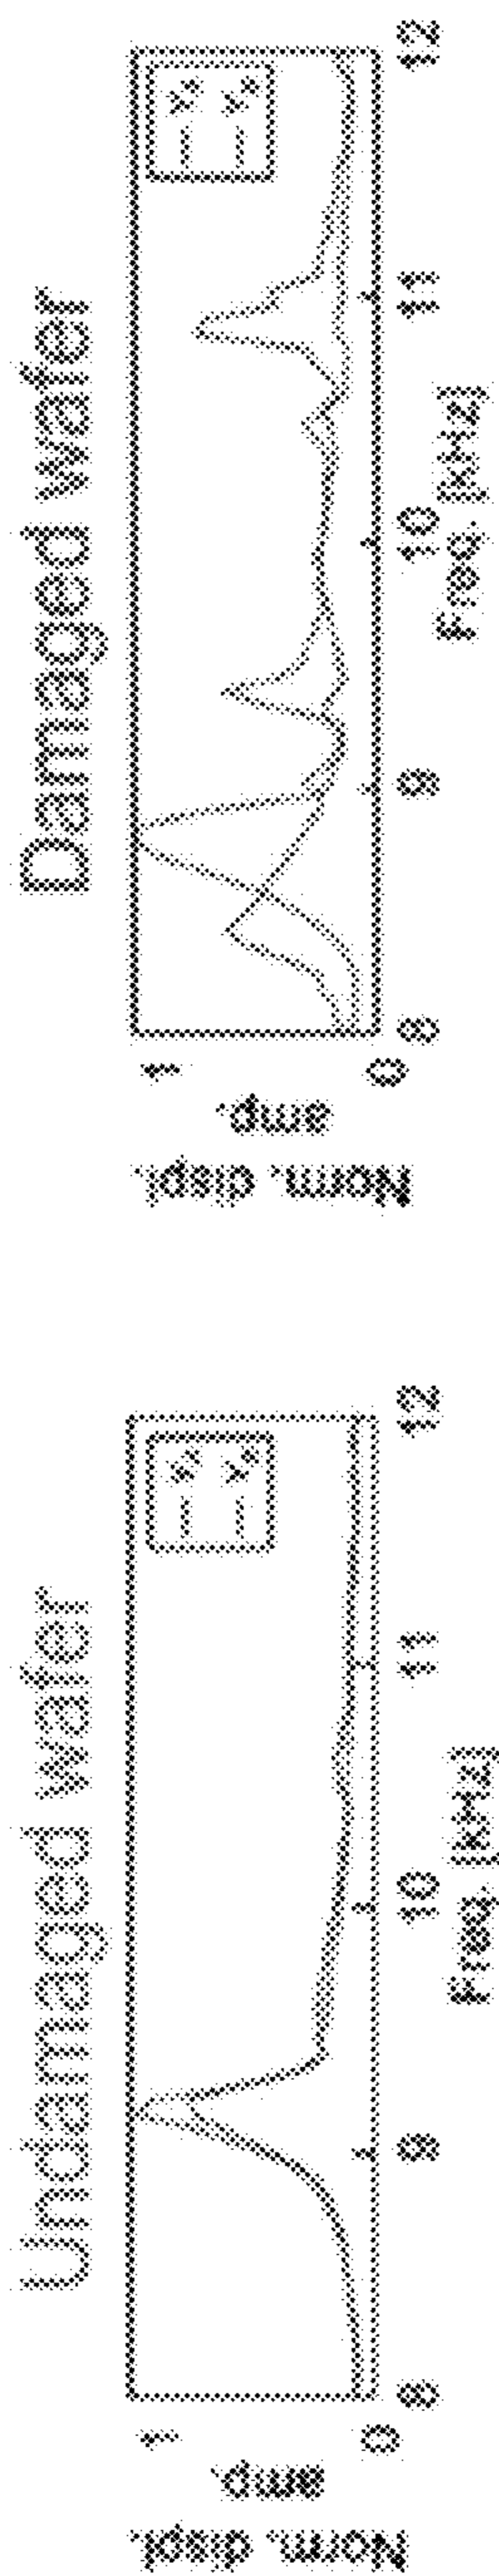 Undamaged wafer
Norm. displ.
amp.
1
0
8
9
10
11
12
Freq. [kHz]
Damaged wafer
Norm. displ.
amp.
1
0
8
9
10
11
12
Freq. [kHz]